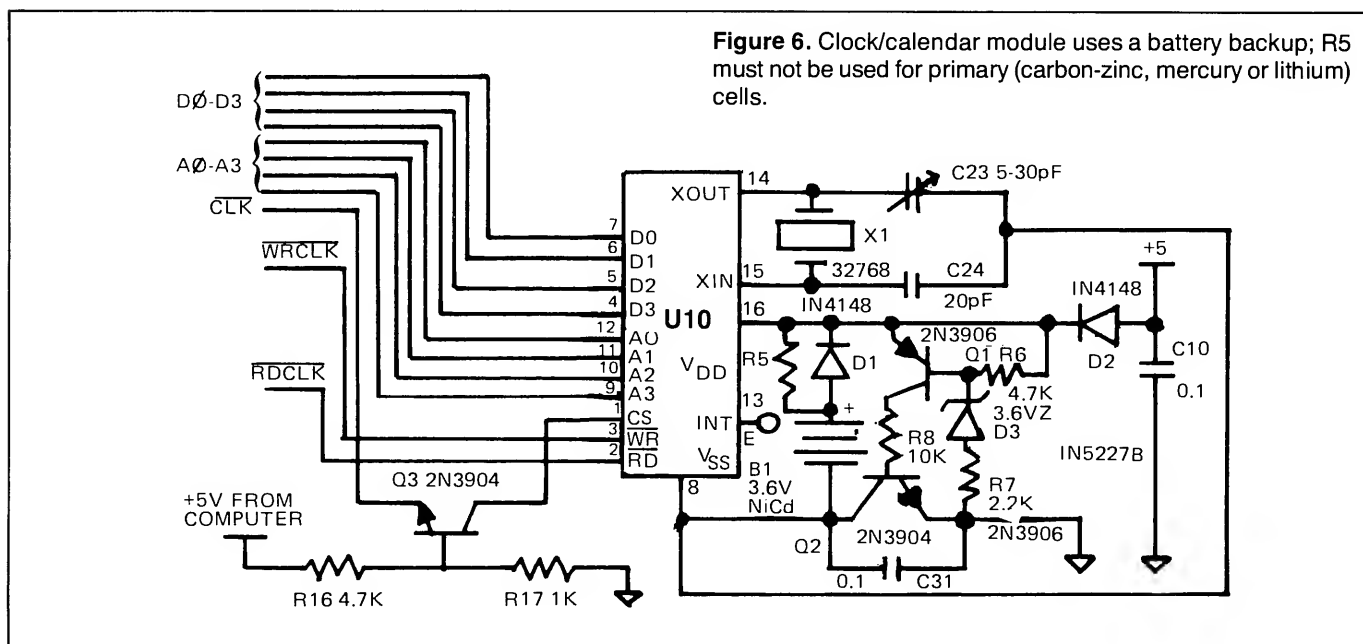 Figure 6. Clock/calendar module uses a battery backup; R5
must not be used for primary (carbon-zinc, mercury or lithium)
cells.
DØ-D3
AØ-A3
CLK
WRCLK
RDCLK
7 D0
6 D1
5 D2
4 D3
12 A0
11 A1
10 A2
9 A3
1 CS
3 WR
2 RD
U10
XOUT 14
XIN 15
16
VDD
INT 13
E
VSS
8
C23 5-30pF
X1
32768
C24
20pF
IN4148
D1
R5
2N3906
Q1 R6
4.7K
3.6VZ
D3
IN4148
D2
+5
C10
0.1
IN5227B
R8
10K
R7
2.2K
2N3906
+
B1
3.6V
NiCd
Q2
2N3904
0.1 C31
Q3 2N3904
+5V FROM
COMPUTER
R16 4.7K
R17 1K